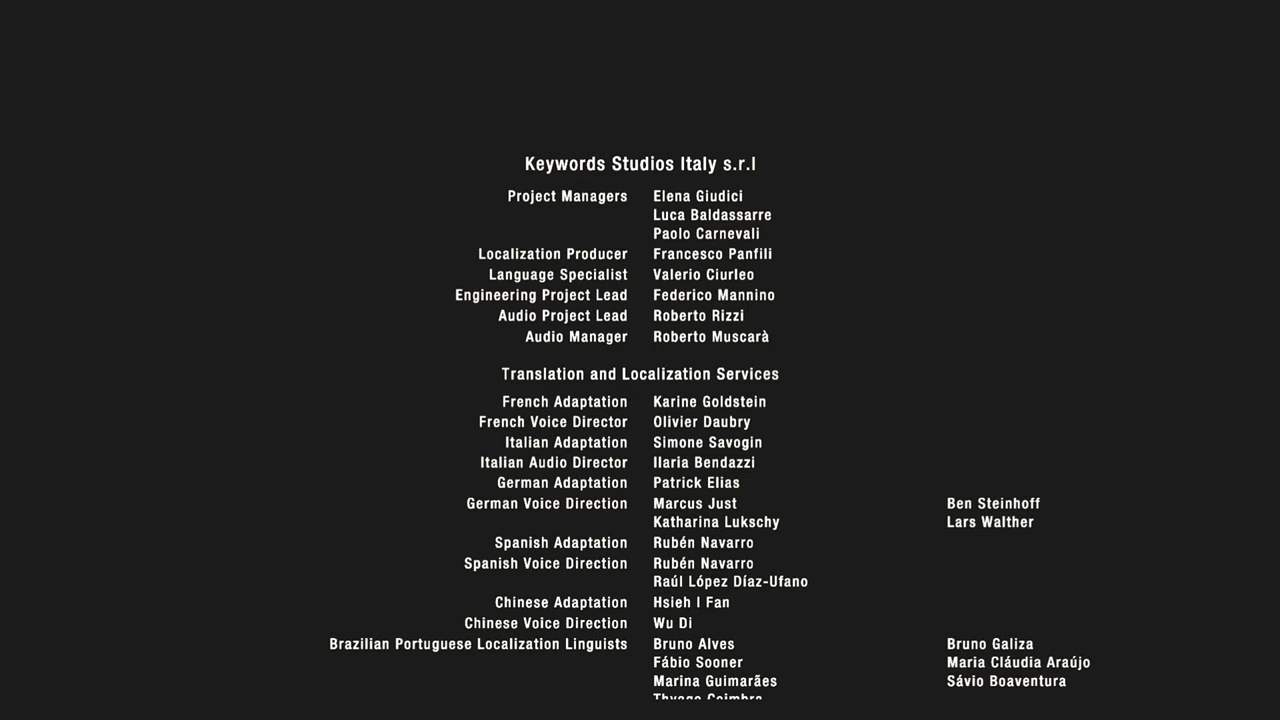 Keywords Studios Italy s.r.l
Project Managers Elena Giudici
Luca Baldassarre
Paolo Carnevali
Localization Producer Francesco Panfili
Language Specialist Valerio Ciurleo
Engineering Project Lead Federico Mannino
Audio Project Lead Roberto Rizzi
Audio Manager Roberto Muscarà
Translation and Localization Services
French Adaptation Karine Goldstein
French Voice Director Olivier Daubry
Italian Adaptation Simone Savogin
Italian Audio Director Ilaria Bendazzi
German Adaptation Patrick Elias
German Voice Direction Marcus Just Ben Steinhoff
Katharina Lukschy Lars Walther
Spanish Adaptation Rubén Navarro
Spanish Voice Direction Rubén Navarro
Raúl López Díaz-Ufano
Chinese Adaptation Hsieh I Fan
Chinese Voice Direction Wu Di
Brazilian Portuguese Localization Linguists Bruno Alves Bruno Galiza
Fábio Sooner Maria Cláudia Araújo
Marina Guimarães Sávio Boaventura
Thyago Coimbra